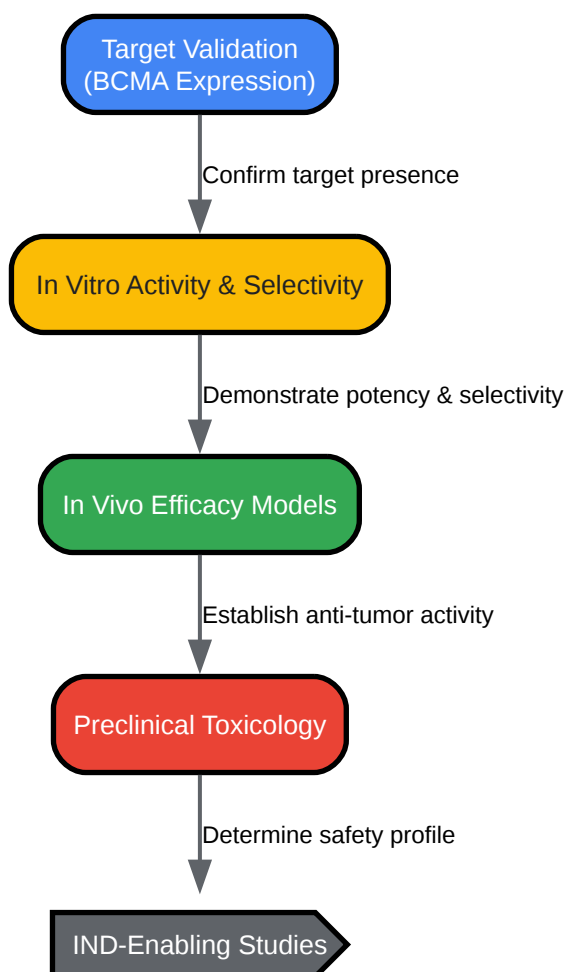 Target Validation
(BCMA Expression)
Confirm target presence
In Vitro Activity & Selectivity
Demonstrate potency & selectivity
In Vivo Efficacy Models
Establish anti-tumor activity
Preclinical Toxicology
Determine safety profile
IND-Enabling Studies